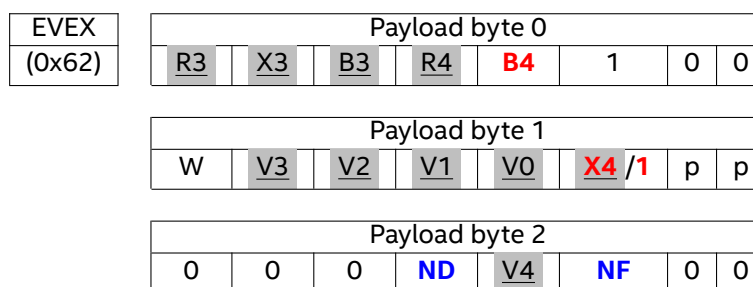 EVEX Payload byte 0
(0x62) R3 X3 B3 R4 B4 1 0 0
Payload byte 1
W V3 V2 V1 V0 X4/1 p p
Payload byte 2
0 0 0 ND V4 NF 0 0